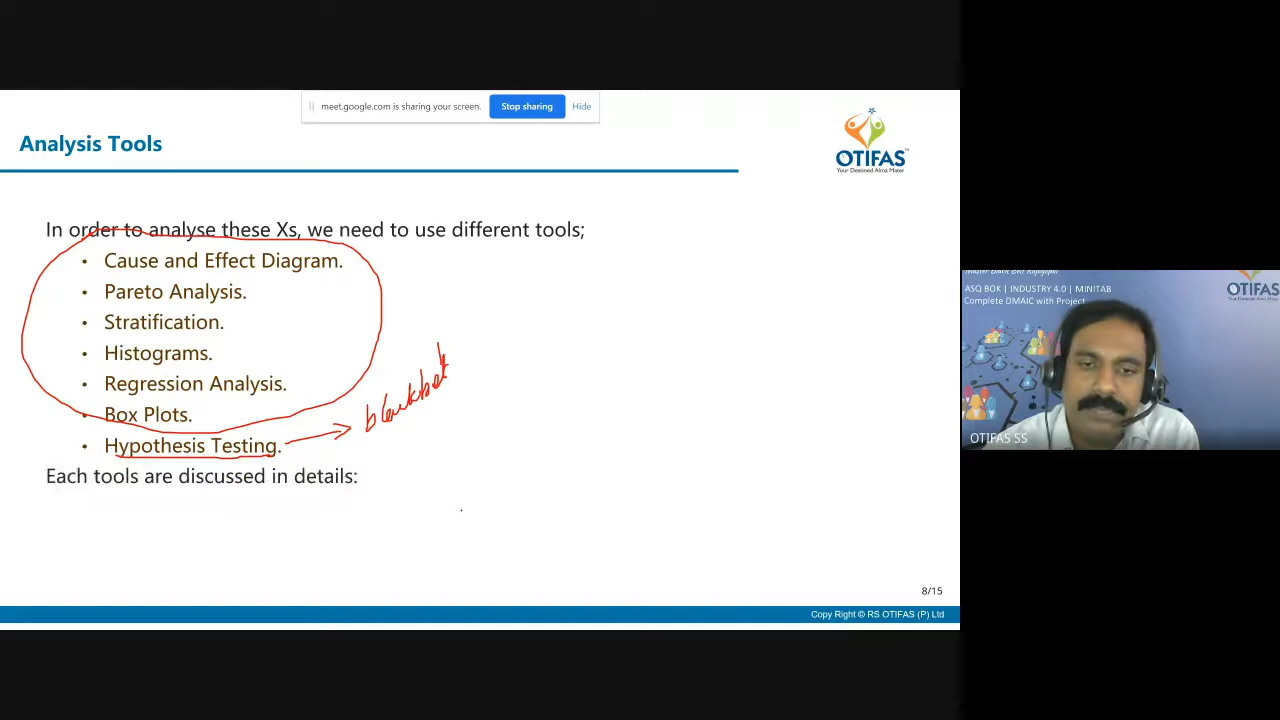 meet.google.com is sharing your screen. Stop sharing Hide
Analysis Tools
OTIFAS
Your Destined Alma Mater
In order to analyse these Xs, we need to use different tools;
• Cause and Effect Diagram.
• Pareto Analysis.
• Stratification.
• Histograms.
• Regression Analysis.
• Box Plots.
• Hypothesis Testing.
Each tools are discussed in details:
8/15
Copy Right © RS OTIFAS (P) Ltd
ASQ BOK | INDUSTRY 4.0 | MINITAB
Complete DMAIC with Project
OTIFAS
OTIFAS SS